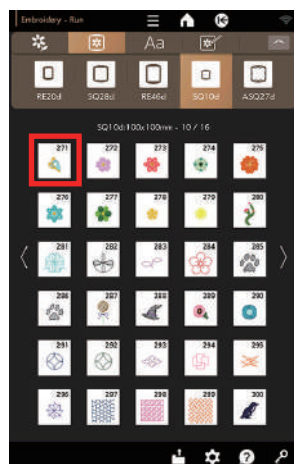 Embroidery - Run
Aa
RE20d SQ28d RE46d SQ10d ASQ27d
SQ10d:100x100mm - 10 / 16
271 272 273 274 275
276 277 278 279 280
281 282 283 284 285
286 287 288 289 290
291 292 293 294 295
296 297 298 299 300